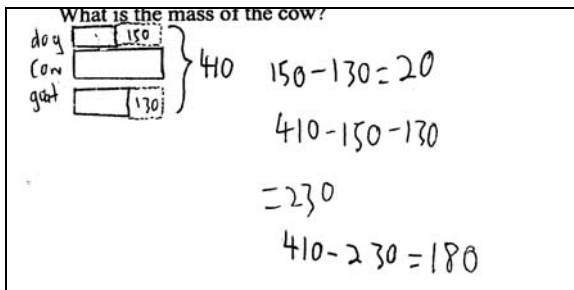 What is the mass of the cow?
dog 150
cow
goat 130
410
150-130=20
410-150-130
=230
410-230=180